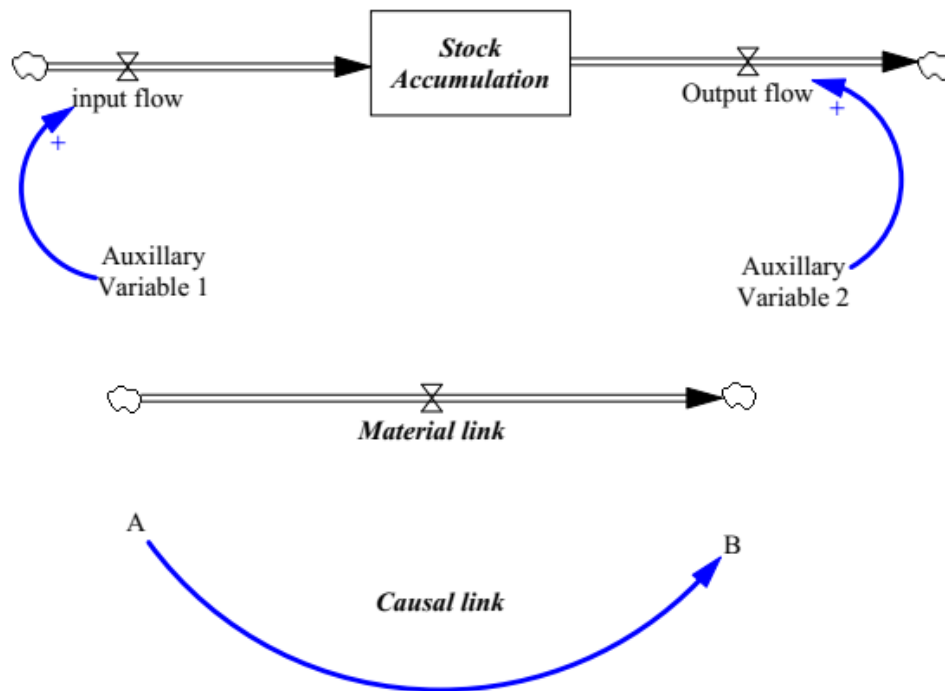 Stock
Accumulation
input flow
Output flow
+
+
Auxillary
Variable 1
Auxillary
Variable 2
Material link
A
B
Causal link